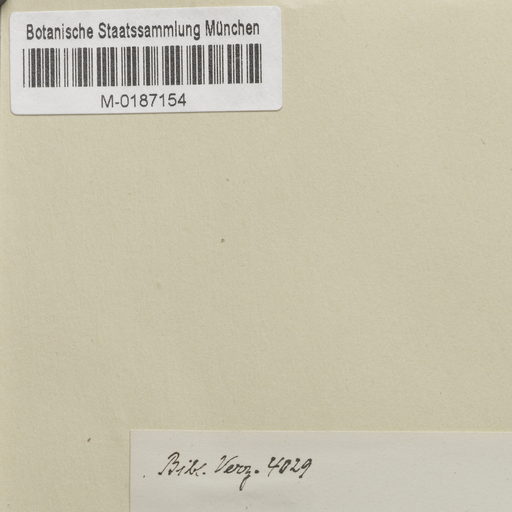 Botanische Staatssammlung München
M-0187154
Bibl. Verz. 4029